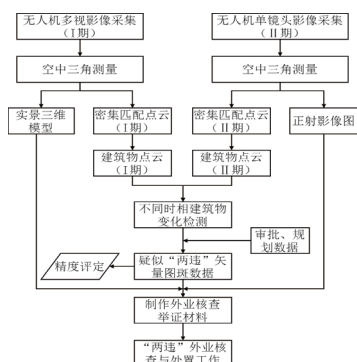 无人机多视影像采集
(Ⅰ期)
无人机单镜头影像采集
(Ⅱ期)
空中三角测量
空中三角测量
实景三维
模型
密集匹配点云
(Ⅰ期)
密集匹配点云
(Ⅱ期)
正射影像图
建筑物点云
(Ⅰ期)
建筑物点云
(Ⅱ期)
不同时相建筑物
变化检测
审批、规
划数据
精度评定
疑似“两违”矢
量图斑数据
制作外业核查
举证材料
“两违”外业核
查与处置工作